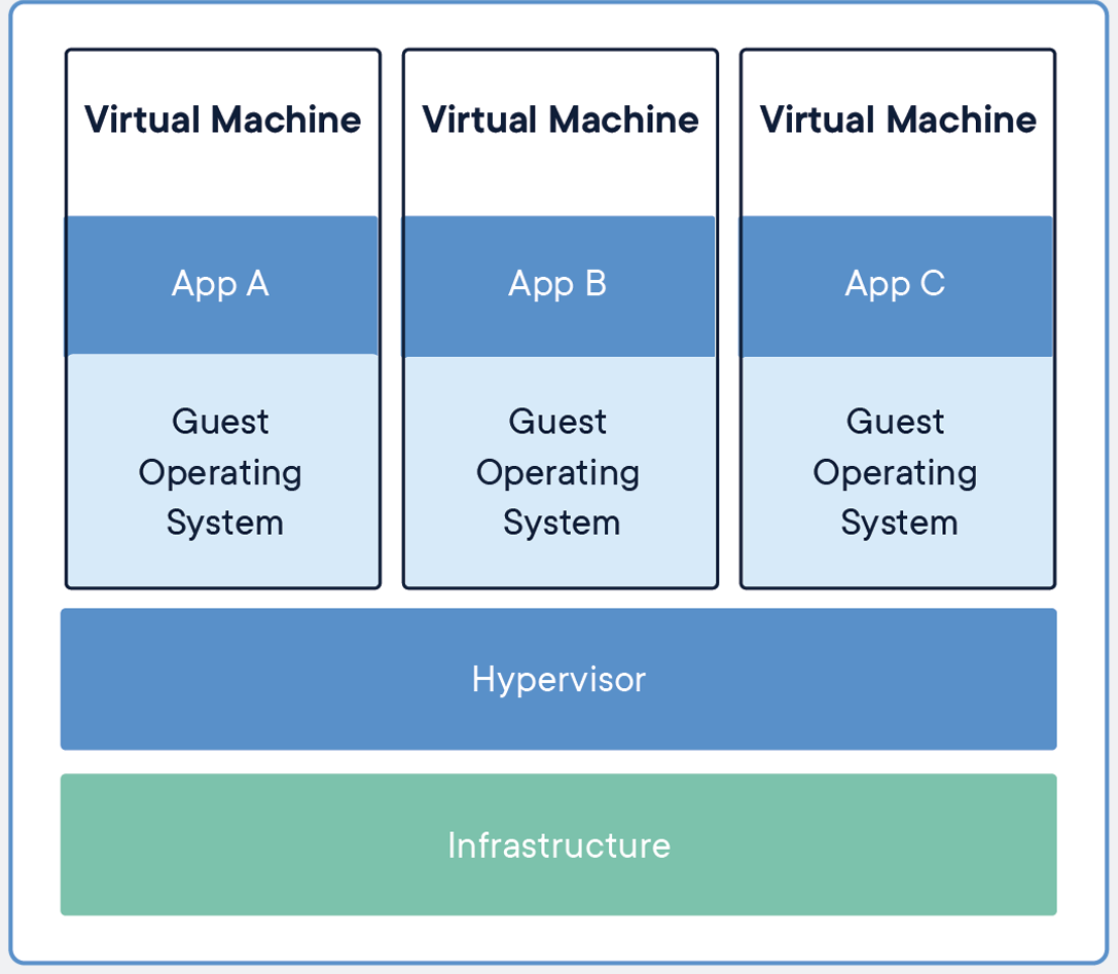 Virtual Machine
Virtual Machine
Virtual Machine
App A
App B
App C
Guest
Operating
System
Guest
Operating
System
Guest
Operating
System
Hypervisor
Infrastructure